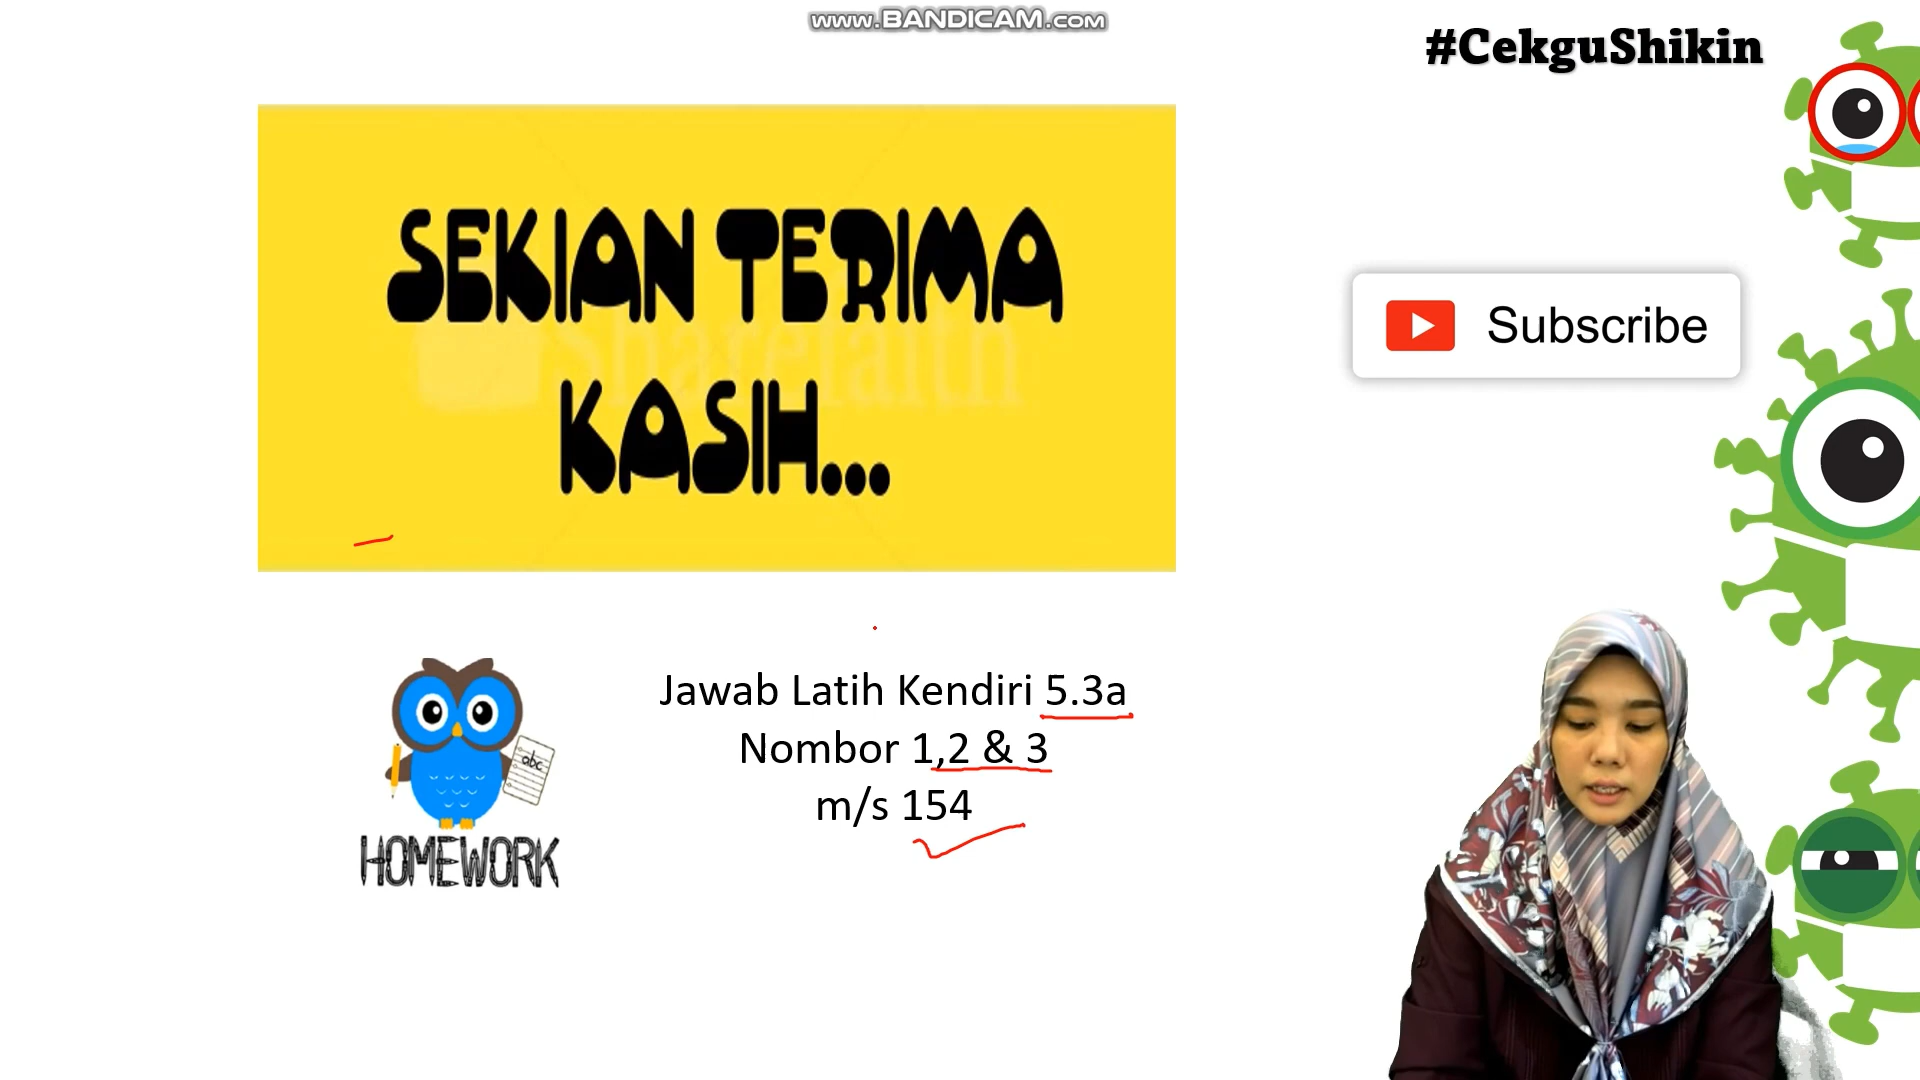 www.BANDICAM.com
#CekguShikin
SEKIAN TERIMA
KASIH...
Sharefaith
Subscribe
abc
HOMEWORK
Jawab Latih Kendiri 5.3a
Nombor 1,2 & 3
m/s 154